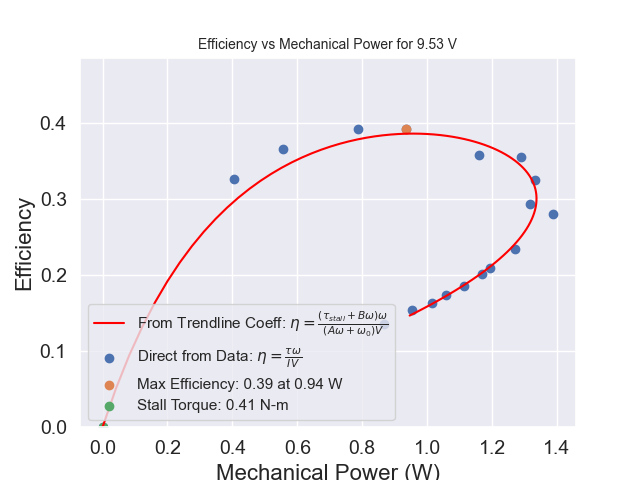 Efficiency vs Mechanical Power for 9.53 V
Efficiency
0.4
0.3
0.2
0.1
0.0
From Trendline Coeff: η = (τ_stall + Bω)ω / (Aω + ω₀)V
Direct from Data: η = τω / IV
Max Efficiency: 0.39 at 0.94 W
Stall Torque: 0.41 N-m
0.0 0.2 0.4 0.6 0.8 1.0 1.2 1.4
Mechanical Power (W)